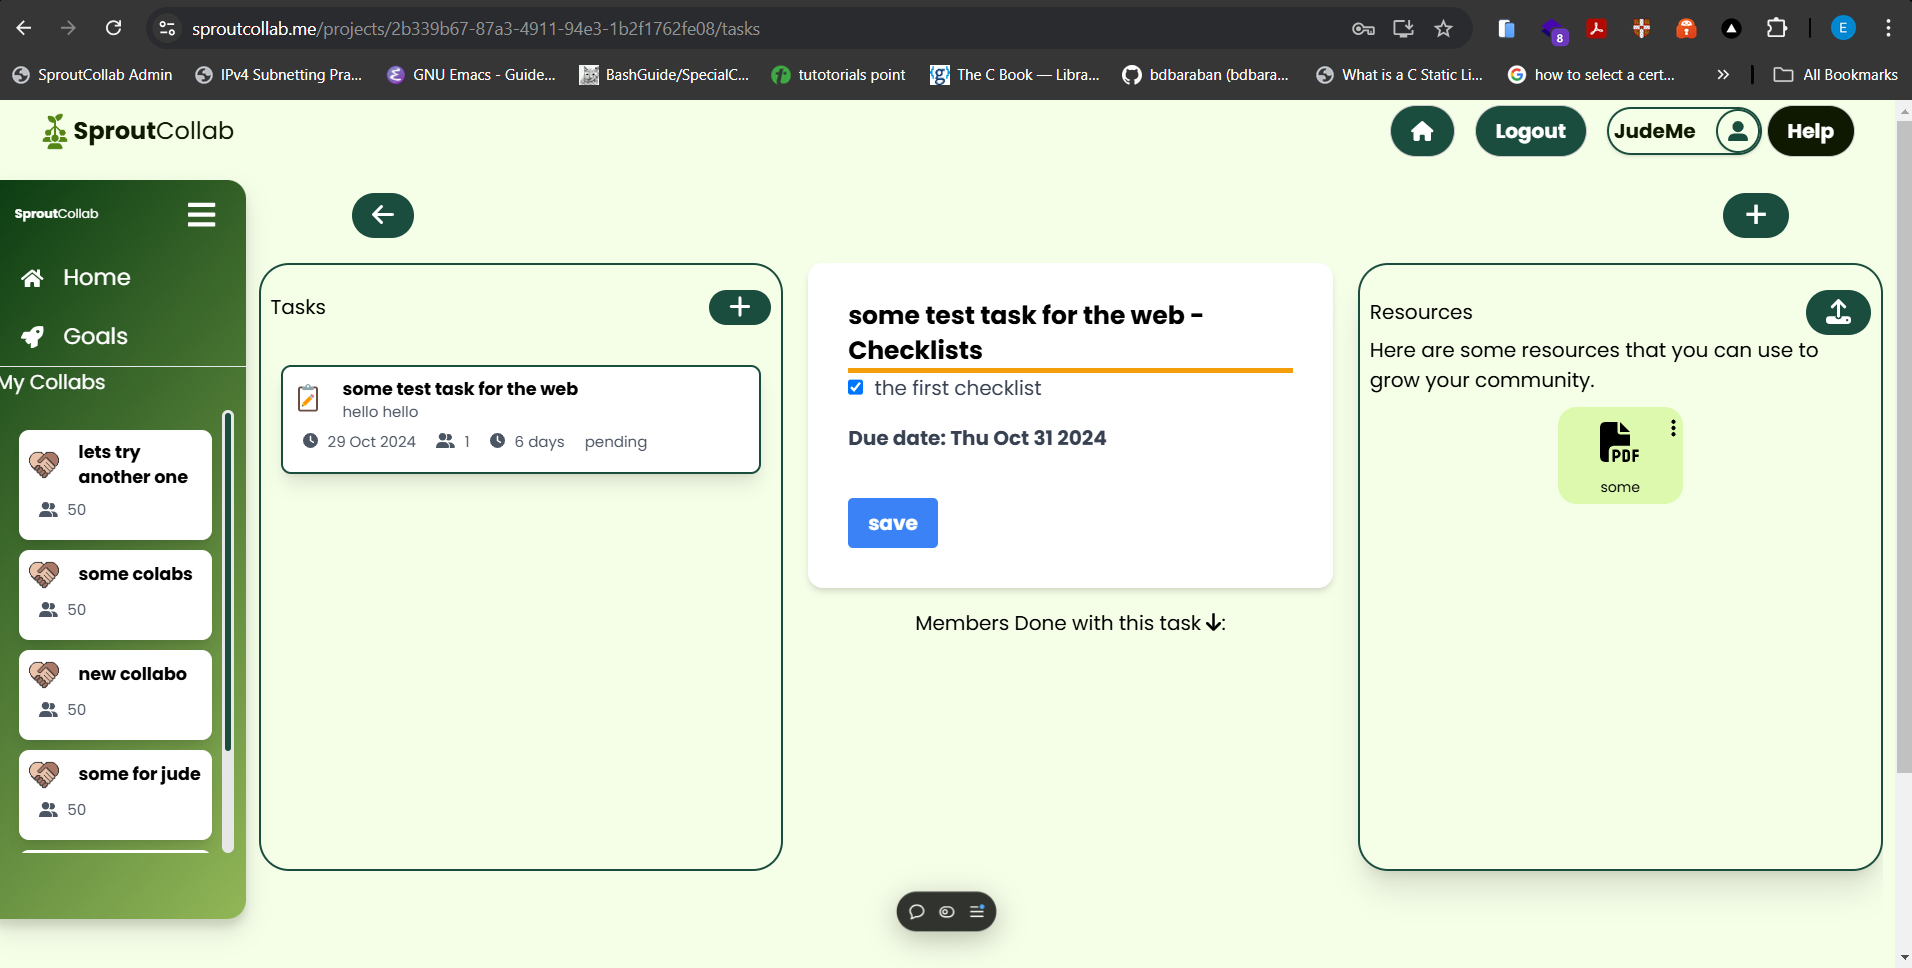 sproutcollab.me/projects/2b339b67-87a3-4911-94e3-1b2f1762fe08/tasks
8
E
SproutCollab Admin
IPv4 Subnetting Pra...
GNU Emacs - Guide...
BashGuide/SpecialC...
tutotorials point
The C Book — Libra...
bdbaraban (bdbara...
What is a C Static Li...
how to select a cert...
All Bookmarks
SproutCollab
Logout
JudeMe
Help
SproutCollab
Home
Goals
My Collabs
lets try
another one
50
some colabs
50
new collabo
50
some for jude
50
Tasks
some test task for the web
hello hello
29 Oct 2024 1 6 days pending
some test task for the web -
Checklists
the first checklist
Due date: Thu Oct 31 2024
save
Members Done with this task :
Resources
Here are some resources that you can use to
grow your community.
PDF
some